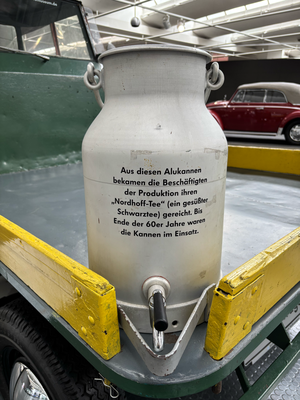 Aus diesen Alukannen
bekamen die Beschäftigten
der Produktion ihren
„Nordhoff-Tee“ (ein gesüßter
Schwarztee) gereicht. Bis
Ende der 60er Jahre waren
die Kannen im Einsatz.